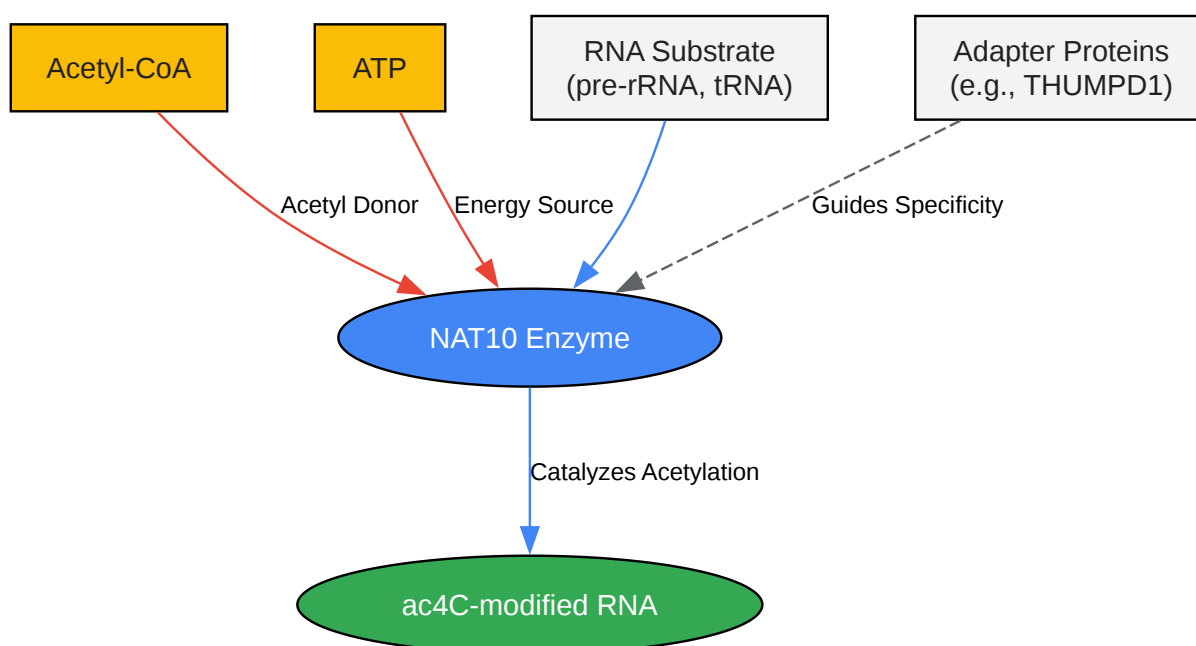 Acetyl-CoA
ATP
RNA Substrate
(pre-rRNA, tRNA)
Adapter Proteins
(e.g., THUMPD1)
Acetyl Donor
Energy Source
Guides Specificity
NAT10 Enzyme
Catalyzes Acetylation
ac4C-modified RNA